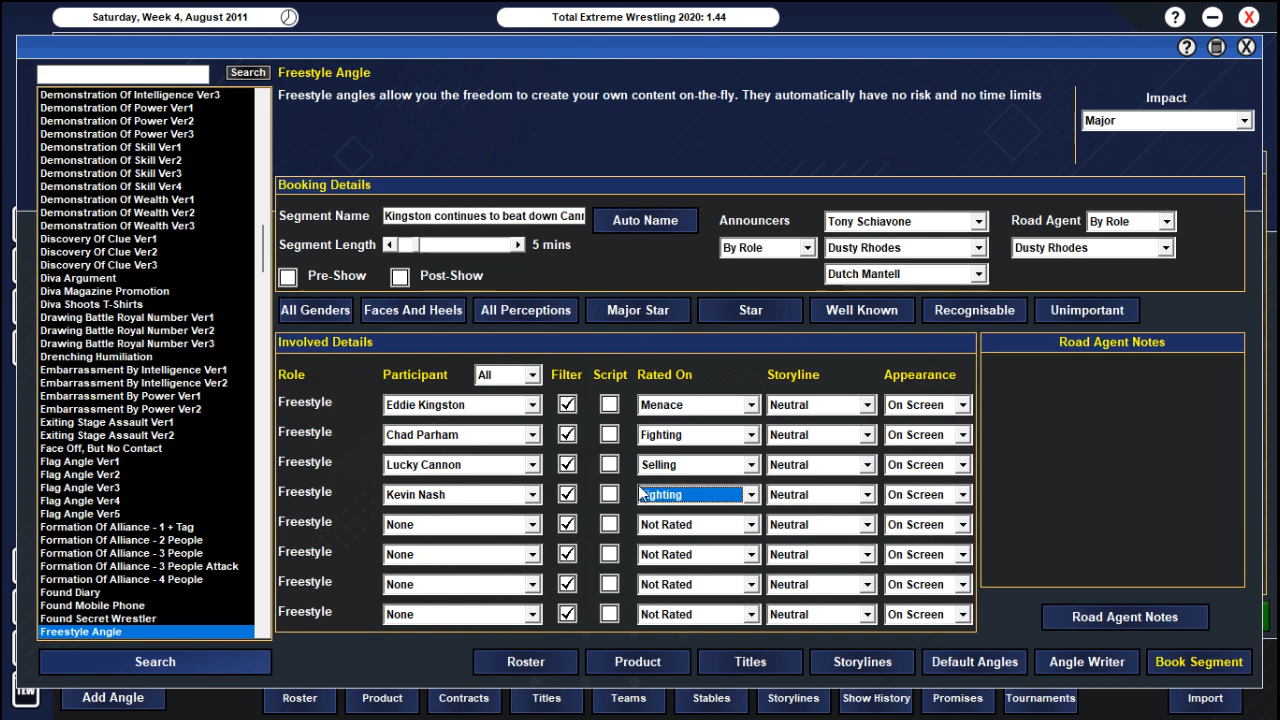 Saturday, Week 4, August 2011
Total Extreme Wrestling 2020: 1.44
? X
? X
Search
Freestyle Angle
Freestyle angles allow you the freedom to create your own content on-the-fly. They automatically have no risk and no time limits
Impact
Major
Demonstration Of Intelligence Ver3
Demonstration Of Power Ver1
Demonstration Of Power Ver2
Demonstration Of Power Ver3
Demonstration Of Skill Ver1
Demonstration Of Skill Ver2
Demonstration Of Skill Ver3
Demonstration Of Skill Ver4
Demonstration Of Wealth Ver1
Demonstration Of Wealth Ver2
Demonstration Of Wealth Ver3
Discovery Of Clue Ver1
Discovery Of Clue Ver2
Discovery Of Clue Ver3
Diva Argument
Diva Magazine Promotion
Diva Shoots T-Shirts
Drawing Battle Royal Number Ver1
Drawing Battle Royal Number Ver2
Drawing Battle Royal Number Ver3
Drenching Humiliation
Embarrassment By Intelligence Ver1
Embarrassment By Intelligence Ver2
Embarrassment By Power Ver1
Embarrassment By Power Ver2
Exiting Stage Assault Ver1
Exiting Stage Assault Ver2
Face Off, But No Contact
Flag Angle Ver1
Flag Angle Ver2
Flag Angle Ver3
Flag Angle Ver4
Flag Angle Ver5
Formation Of Alliance - 1 + Tag
Formation Of Alliance - 2 People
Formation Of Alliance - 3 People
Formation Of Alliance - 3 People Attack
Formation Of Alliance - 4 People
Found Diary
Found Mobile Phone
Found Secret Wrestler
Freestyle Angle
Search
Booking Details
Segment Name Kingston continues to beat down Cann Auto Name Announcers Tony Schiavone Road Agent By Role
Segment Length 5 mins By Role Dusty Rhodes Dusty Rhodes
Pre-Show Post-Show Dutch Mantell
All Genders Faces And Heels All Perceptions Major Star Star Well Known Recognisable Unimportant
Involved Details
Road Agent Notes
Role Participant All Filter Script Rated On Storyline Appearance
Freestyle Eddie Kingston Menace Neutral On Screen
Freestyle Chad Parham Fighting Neutral On Screen
Freestyle Lucky Cannon Selling Neutral On Screen
Freestyle Kevin Nash Fighting Neutral On Screen
Freestyle None Not Rated Neutral On Screen
Freestyle None Not Rated Neutral On Screen
Freestyle None Not Rated Neutral On Screen
Freestyle None Not Rated Neutral On Screen
Road Agent Notes
Roster Product Titles Storylines Default Angles Angle Writer Book Segment
TEW Add Angle Roster Product Contracts Titles Teams Stables Storylines Show History Promises Tournaments Import